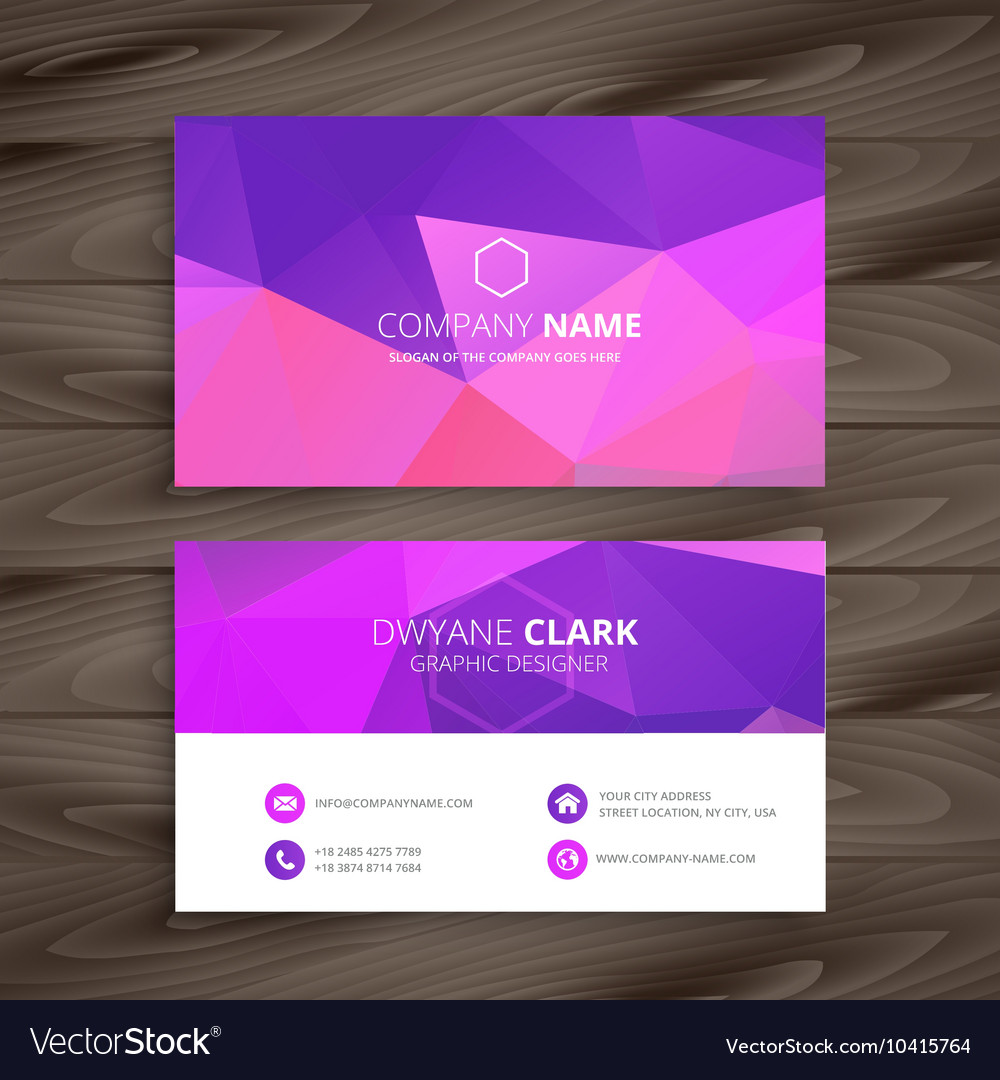 COMPANY NAME
SLOGAN OF THE COMPANY GOES HERE
DWYANE CLARK
GRAPHIC DESIGNER
INFO@COMPANYNAME.COM
+18 2485 4275 7789
+18 3874 8714 7684
YOUR CITY ADDRESS
STREET LOCATION, NY CITY, USA
WWW.COMPANY-NAME.COM
VectorStock®
VectorStock.com/10415764